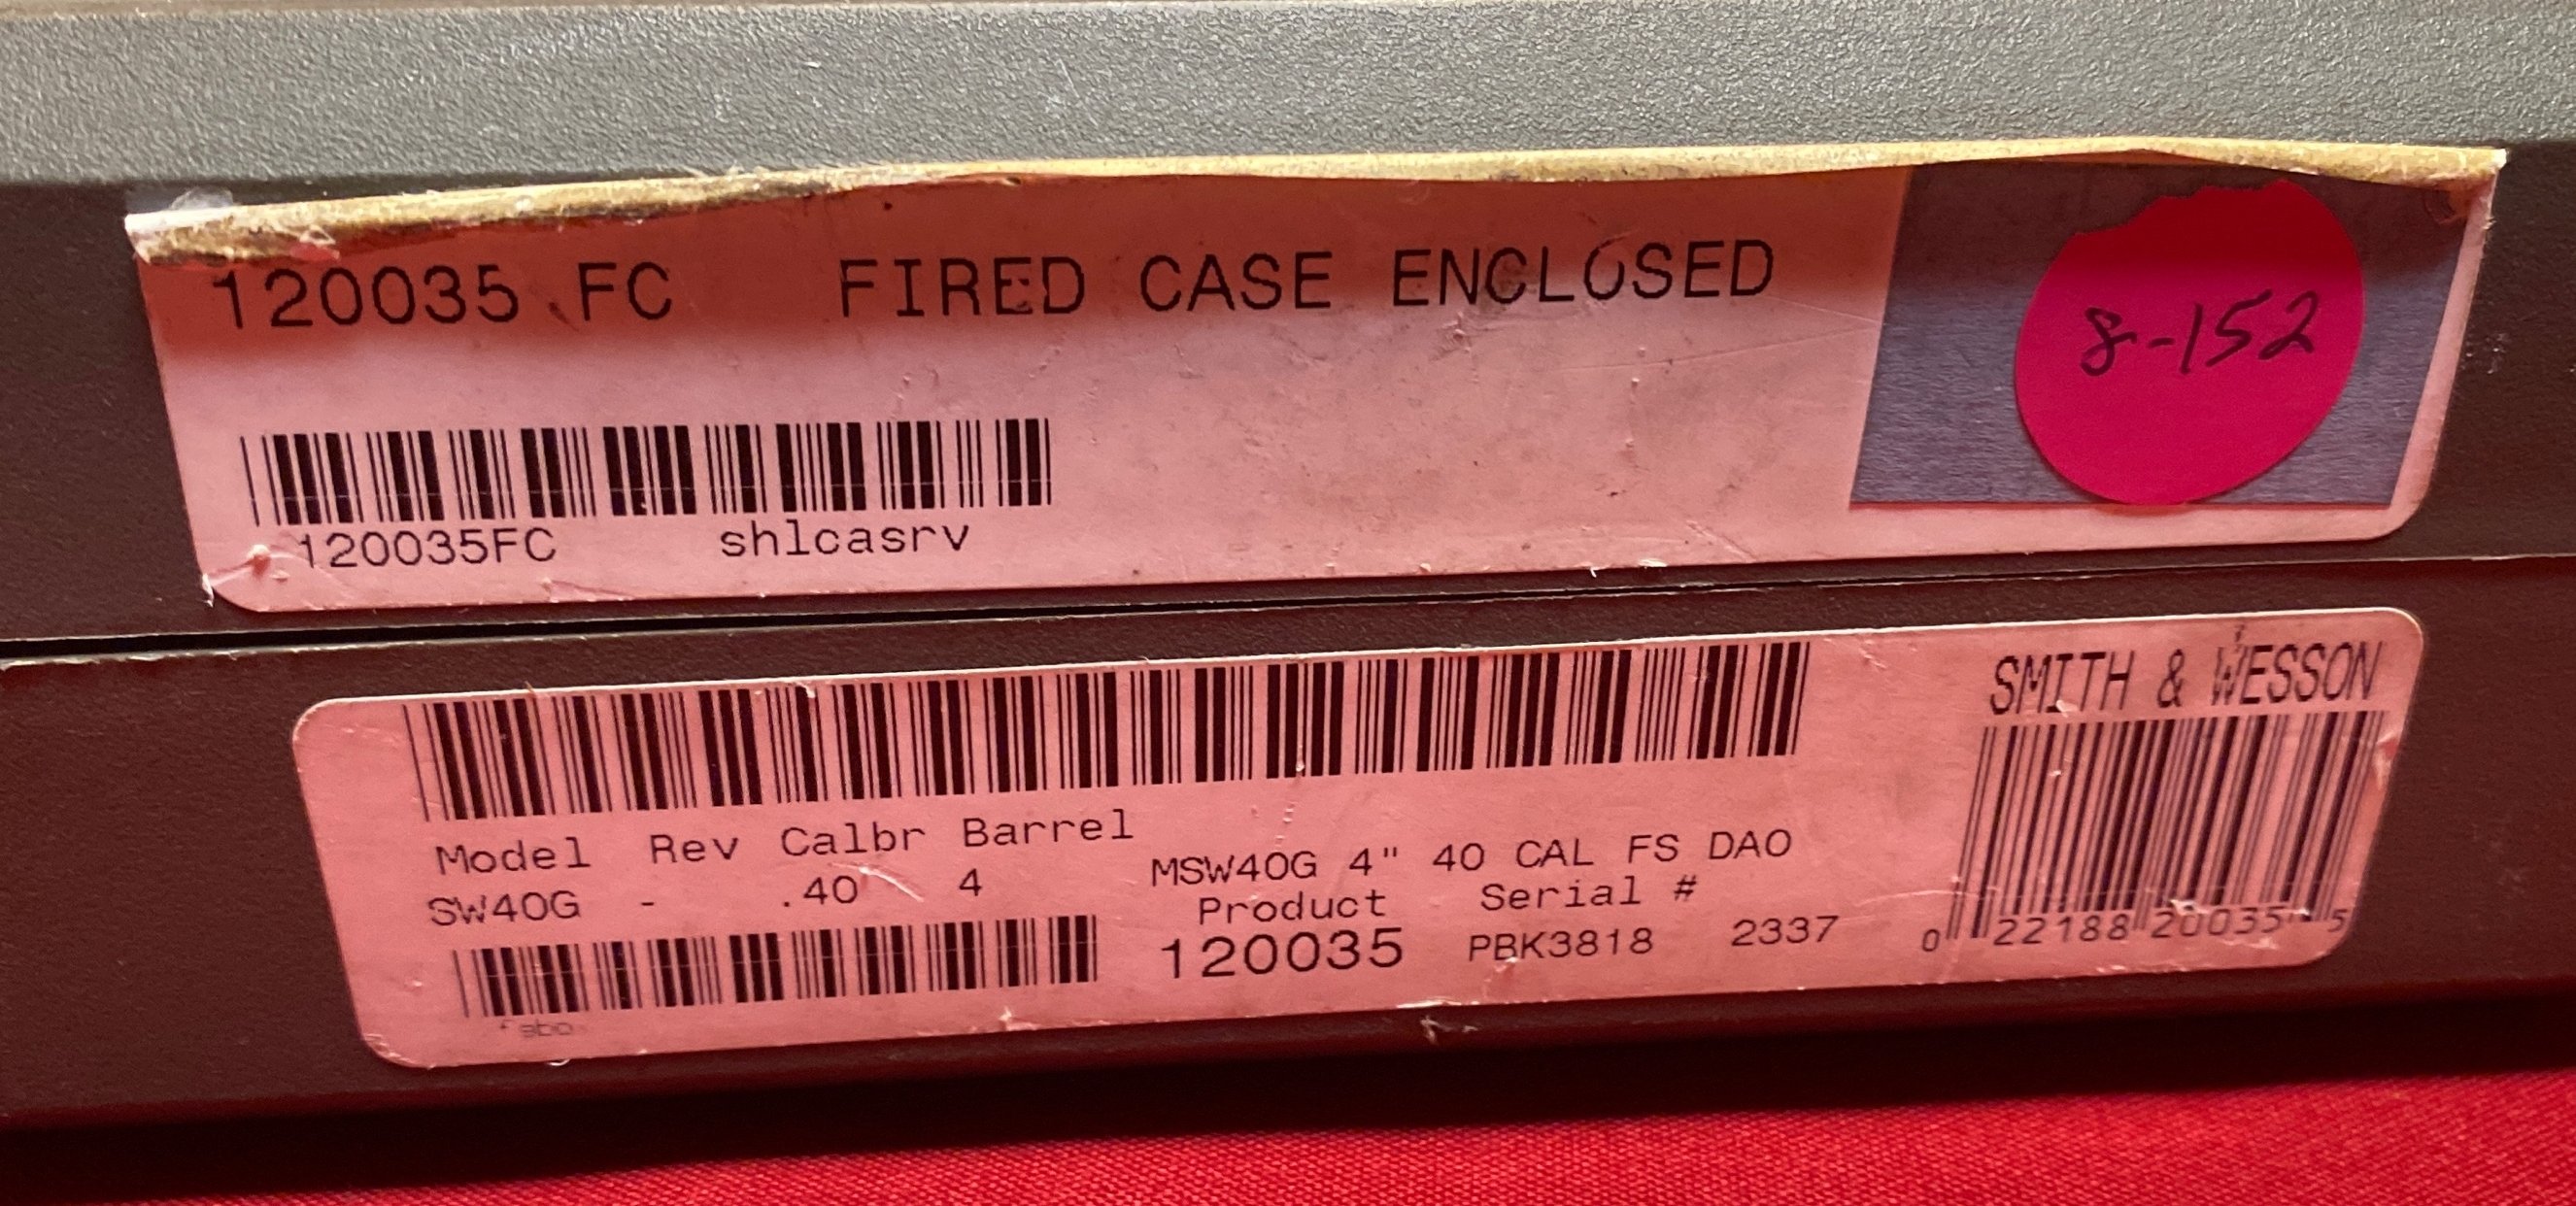 120035 FC FIRED CASE ENCLOSED
8-152
120035FC shlcasrv
SMITH & WESSON
Model Rev Calbr Barrel
SW40G - .40 4
MSW40G 4" 40 CAL FS DAO
Product Serial #
120035 PBK3818 2337
0 22188 20035 5